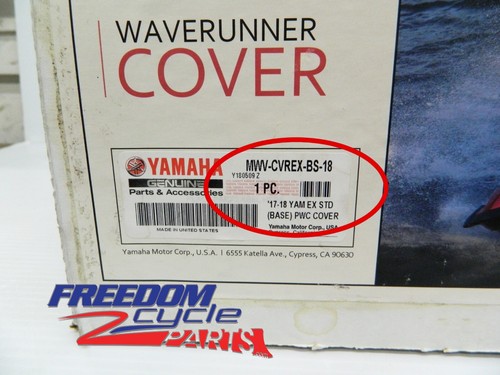 WAVERUNNER
COVER
YAMAHA
MWV-CVREX-BS-18
Y180509 Z
GENUINE
1 PC.
Parts & Accessories
'17-18 YAM EX STD
(BASE) PWC COVER
MADE IN UNITED STATES
Yamaha Motor Corp., USA
Yamaha Motor Corp., U.S.A. | 6555 Katella Ave., Cypress, CA 90630
FREEDOM
cycle
PARTS.com